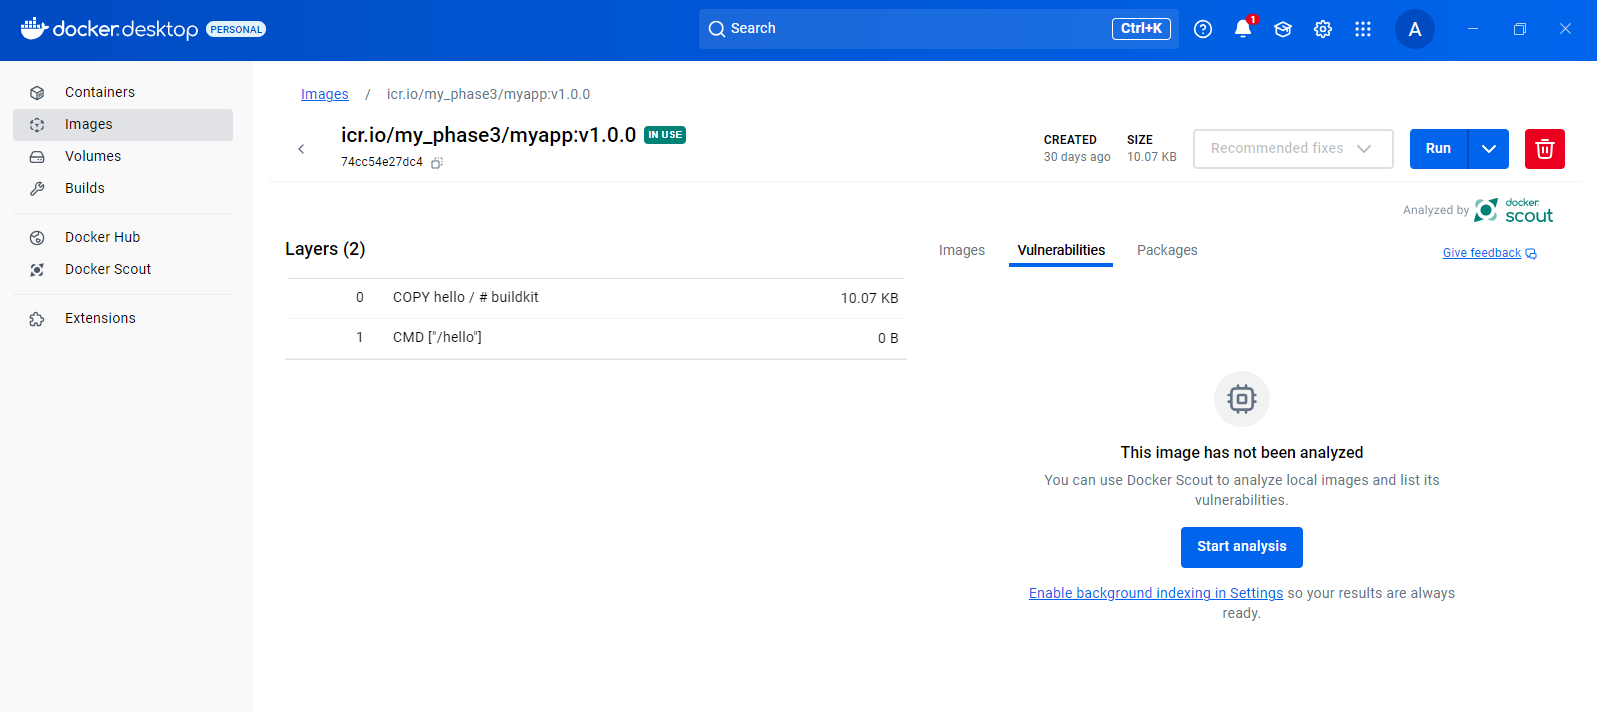 docker desktop PERSONAL
Search
Ctrl+K
1
A
Containers
Images
Volumes
Builds
Docker Hub
Docker Scout
Extensions
Images / icr.io/my_phase3/myapp:v1.0.0
icr.io/my_phase3/myapp:v1.0.0 IN USE
74cc54e27dc4
CREATED
30 days ago
SIZE
10.07 KB
Recommended fixes
Run
Analyzed by docker scout
Layers (2)
0 COPY hello / # buildkit 10.07 KB
1 CMD ["/hello"] 0 B
Images Vulnerabilities Packages
Give feedback
This image has not been analyzed
You can use Docker Scout to analyze local images and list its
vulnerabilities.
Start analysis
Enable background indexing in Settings so your results are always
ready.